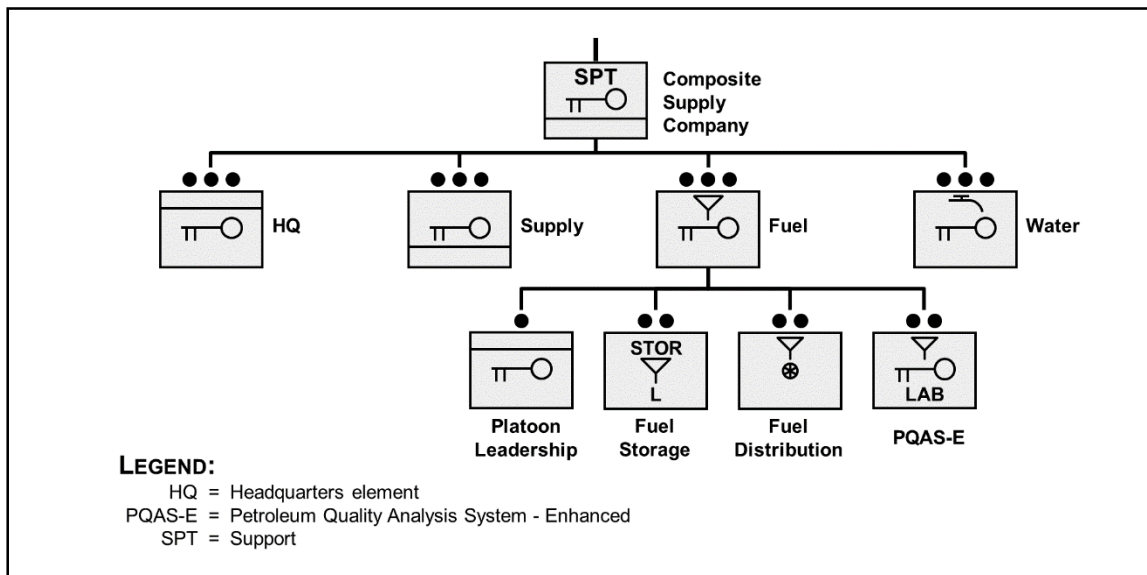 SPT
Composite
Supply
Company
HQ
Supply
Fuel
Water
STOR
L
LAB
Platoon
Leadership
Fuel
Storage
Fuel
Distribution
PQAS-E
LEGEND:
HQ = Headquarters element
PQAS-E = Petroleum Quality Analysis System - Enhanced
SPT = Support